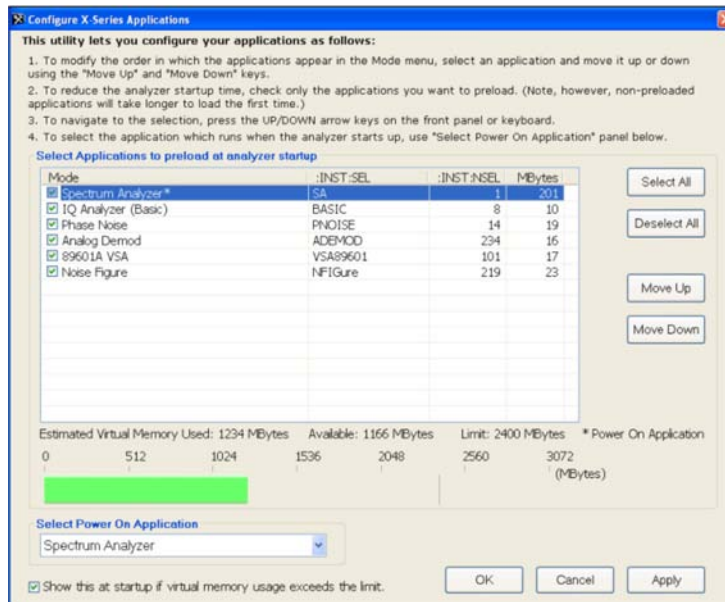 Configure X-Series Applications
This utility lets you configure your applications as follows:
1. To modify the order in which the applications appear in the Mode menu, select an application and move it up or down
using the "Move Up" and "Move Down" keys.
2. To reduce the analyzer startup time, check only the applications you want to preload. (Note, however, non-preloaded
applications will take longer to load the first time.)
3. To navigate to the selection, press the UP/DOWN arrow keys on the front panel or keyboard.
4. To select the application which runs when the analyzer starts up, use "Select Power On Application" panel below.
Select Applications to preload at analyzer startup
Mode :INST:SEL :INST:NSEL MBytes
Spectrum Analyzer* SA 1 201
IQ Analyzer (Basic) BASIC 8 10
Phase Noise PNOISE 14 19
Analog Demod ADEMOD 234 16
89601A VSA VSA89601 101 17
Noise Figure NFIGure 219 23
Select All
Deselect All
Move Up
Move Down
Estimated Virtual Memory Used: 1234 MBytes Available: 1166 MBytes Limit: 2400 MBytes * Power On Application
0 512 1024 1536 2048 2560 3072
(MBytes)
Select Power On Application
Spectrum Analyzer
Show this at startup if virtual memory usage exceeds the limit.
OK Cancel Apply